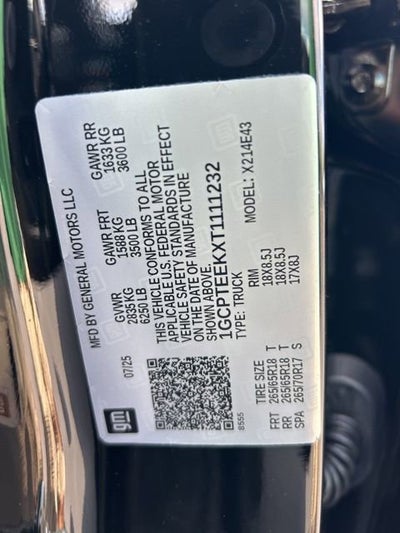 MFD BY GENERAL MOTORS LLC
07/25
GVWR
2835 KG
6250 LB
GAWR FRT
1588 KG
3500 LB
GAWR RR
1633 KG
3600 LB
THIS VEHICLE CONFORMS TO ALL
APPLICABLE U.S. FEDERAL MOTOR
VEHICLE SAFETY STANDARDS IN EFFECT
ON THE DATE OF MANUFACTURE
SHOWN ABOVE.
1GCPTEEKXT1111232
TYPE: TRUCK
MODEL: X214E43
gm
8555
TIRE SIZE
RIM
FRT 265/65R18 T 18X8.5J
RR 265/65R18 T 18X8.5J
SPA 265/70R17 S 17X8J